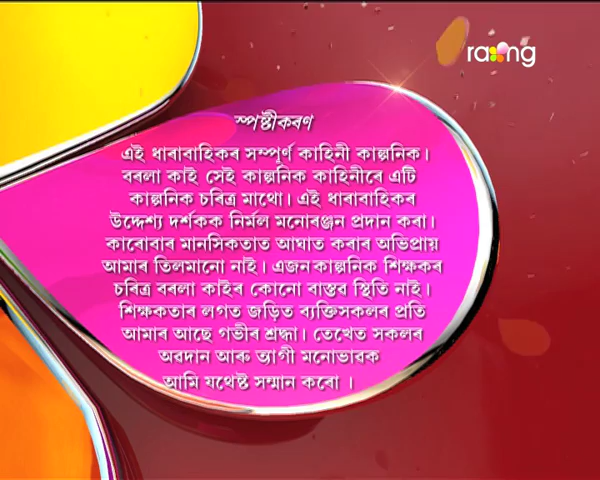 rang
স্পষ্টীকৰণ
এই ধাৰাবাহিকৰ সম্পূৰ্ণ কাহিনী কাল্পনিক।
বৰলা কাই সেই কাল্পনিক কাহিনীৰে এটি
কাল্পনিক চৰিত্ৰ মাথো। এই ধাৰাবাহিকৰ
উদ্দেশ্য দৰ্শকক নিৰ্মল মনোৰঞ্জন প্ৰদান কৰা।
কাৰোবাৰ মানসিকতাত আঘাত কৰাৰ অভিপ্ৰায়
আমাৰ তিলমানো নাই। এজন কাল্পনিক শিক্ষকৰ
চৰিত্ৰ বৰলা কাইৰ কোনো বাস্তৱ স্থিতি নাই।
শিক্ষকতাৰ লগত জড়িত ব্যক্তিসকলৰ প্ৰতি
আমাৰ আছে গভীৰ শ্ৰদ্ধা। তেখেত সকলৰ
অৱদান আৰু ত্যাগী মনোভাৱক
আমি যথেষ্ট সন্মান কৰো ।